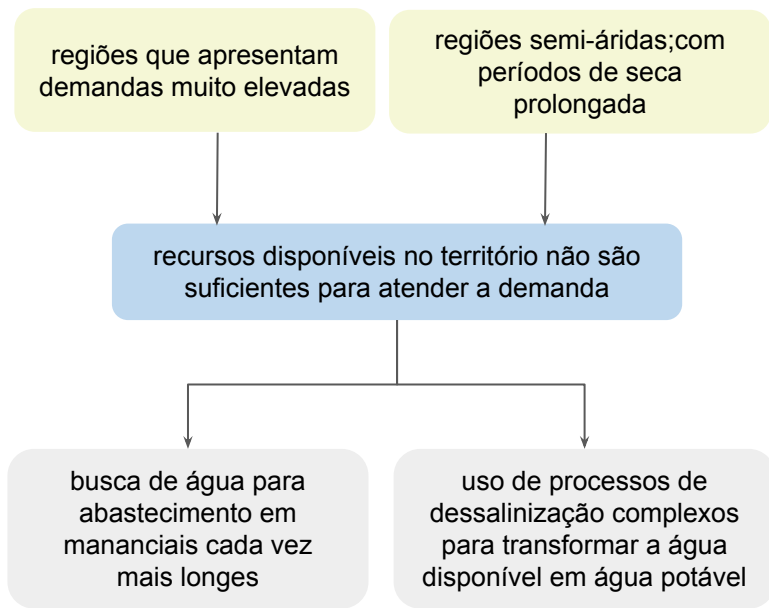 regiões que apresentam
demandas muito elevadas
regiões semi-áridas;com
períodos de seca
prolongada
recursos disponíveis no território não são
suficientes para atender a demanda
busca de água para
abastecimento em
mananciais cada vez
mais longes
uso de processos de
dessalinização complexos
para transformar a água
disponível em água potável